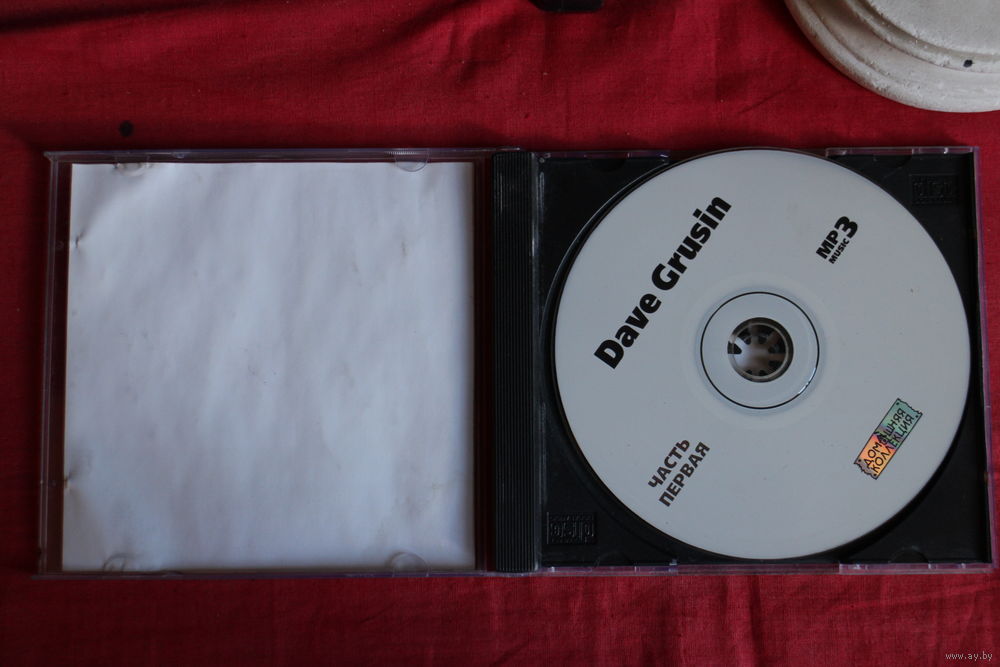 Dave Grusin
MP3
MUSIC
ЧАСТЬ
ПЕРВАЯ
ДОМАШНЯЯ
КОЛЛЕКЦИЯ
www.ay.by